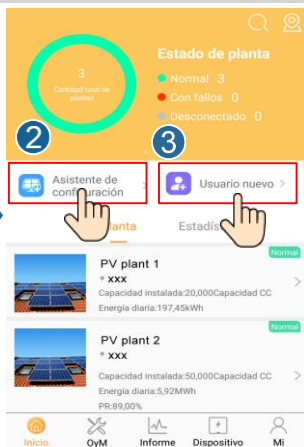 Estado de planta
3
Cantidad total de
plantas
Normal 3
Con fallos 0
Desconectado 0
2
3
Asistente de
configuración
Usuario nuevo
lanta
Estadís
Normal
PV plant 1
xxx
Capacidad instalada:20,000Capacidad CC
Energía diaria:197,45kWh
Normal
PV plant 2
xxx
Capacidad instalada:50,000Capacidad CC
Energía diaria:5,92MWh
PR:89,00%
Inicio
OyM
Informe
Dispositivo
Mi